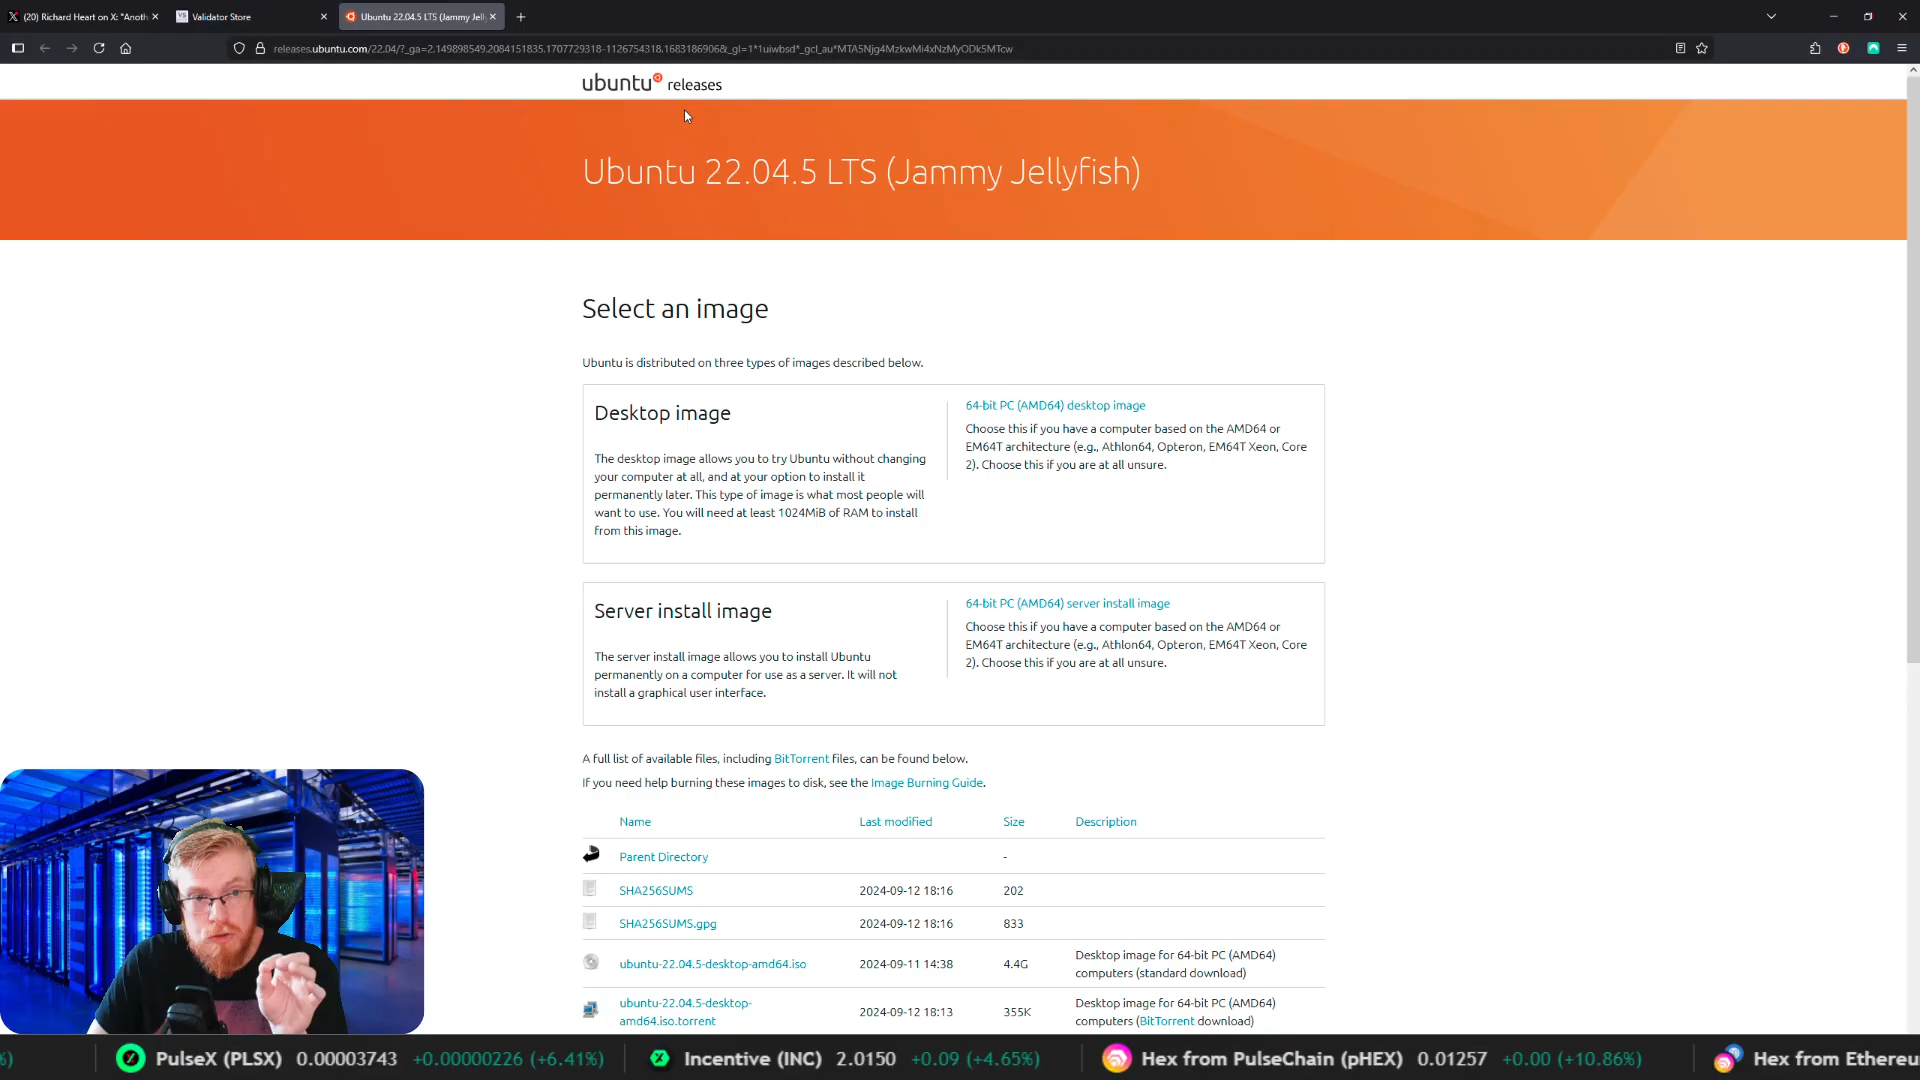 (20) Richard Heart on X: "Anoth
VS Validator Store
Ubuntu 22.04.5 LTS (Jammy Jell
releases.ubuntu.com/22.04/?_ga=2.149898549.2084151835.1707729318-1126754318.1683186906&_gl=1*1uiwbsd*_gcl_au*MTA5Njg4MzkwMi4xNzMyODk5MTcw
ubuntu releases
Ubuntu 22.04.5 LTS (Jammy Jellyfish)
Select an image
Ubuntu is distributed on three types of images described below.
Desktop image
The desktop image allows you to try Ubuntu without changing
your computer at all, and at your option to install it
permanently later. This type of image is what most people will
want to use. You will need at least 1024MiB of RAM to install
from this image.
64-bit PC (AMD64) desktop image
Choose this if you have a computer based on the AMD64 or
EM64T architecture (e.g., Athlon64, Opteron, EM64T Xeon, Core
2). Choose this if you are at all unsure.
Server install image
The server install image allows you to install Ubuntu
permanently on a computer for use as a server. It will not
install a graphical user interface.
64-bit PC (AMD64) server install image
Choose this if you have a computer based on the AMD64 or
EM64T architecture (e.g., Athlon64, Opteron, EM64T Xeon, Core
2). Choose this if you are at all unsure.
A full list of available files, including BitTorrent files, can be found below.
If you need help burning these images to disk, see the Image Burning Guide.
Name Last modified Size Description
Parent Directory -
SHA256SUMS 2024-09-12 18:16 202
SHA256SUMS.gpg 2024-09-12 18:16 833
ubuntu-22.04.5-desktop-amd64.iso 2024-09-11 14:38 4.4G Desktop image for 64-bit PC (AMD64)
computers (standard download)
ubuntu-22.04.5-desktop-
amd64.iso.torrent 2024-09-12 18:13 355K Desktop image for 64-bit PC (AMD64)
computers (BitTorrent download)
%) PulseX (PLSX) 0.00003743 +0.00000226 (+6.41%) Incentive (INC) 2.0150 +0.09 (+4.65%) Hex from PulseChain (pHEX) 0.01257 +0.00 (+10.86%) Hex from Ethereu